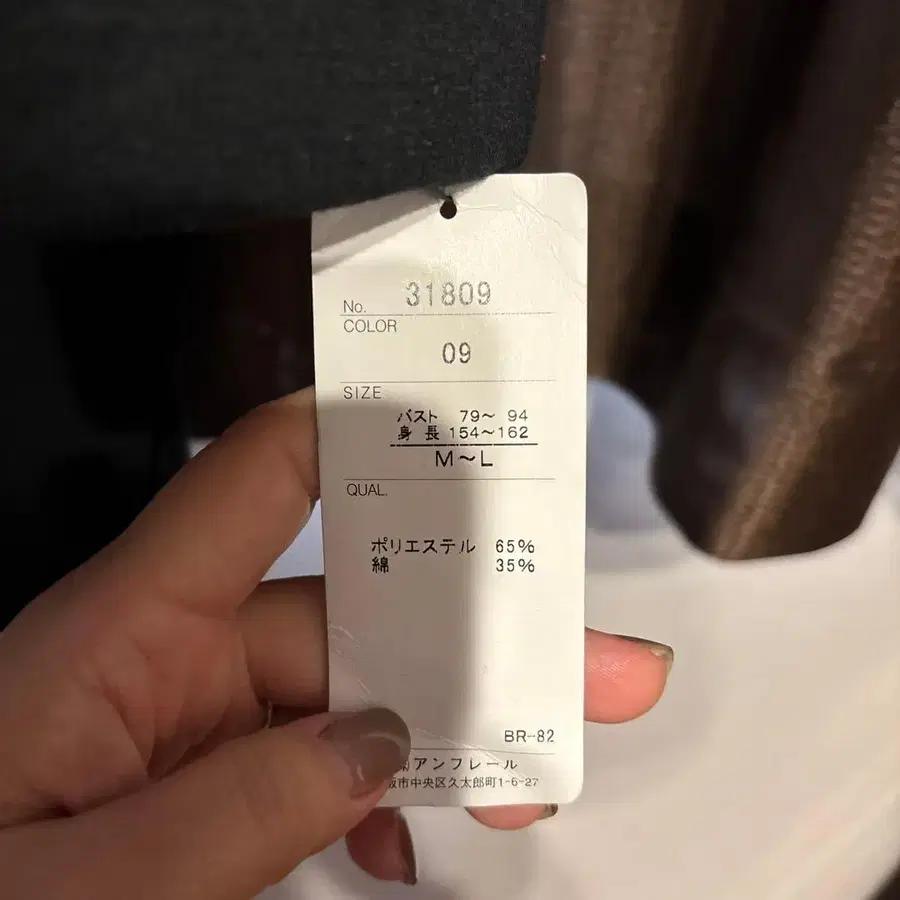 No. 31809
COLOR
09
SIZE
バスト 79〜 94
身 長 154〜162
M〜L
QUAL.
ポリエステル 65%
綿 35%
BR-82
アンフレール
市中央区久太郎町1-6-27